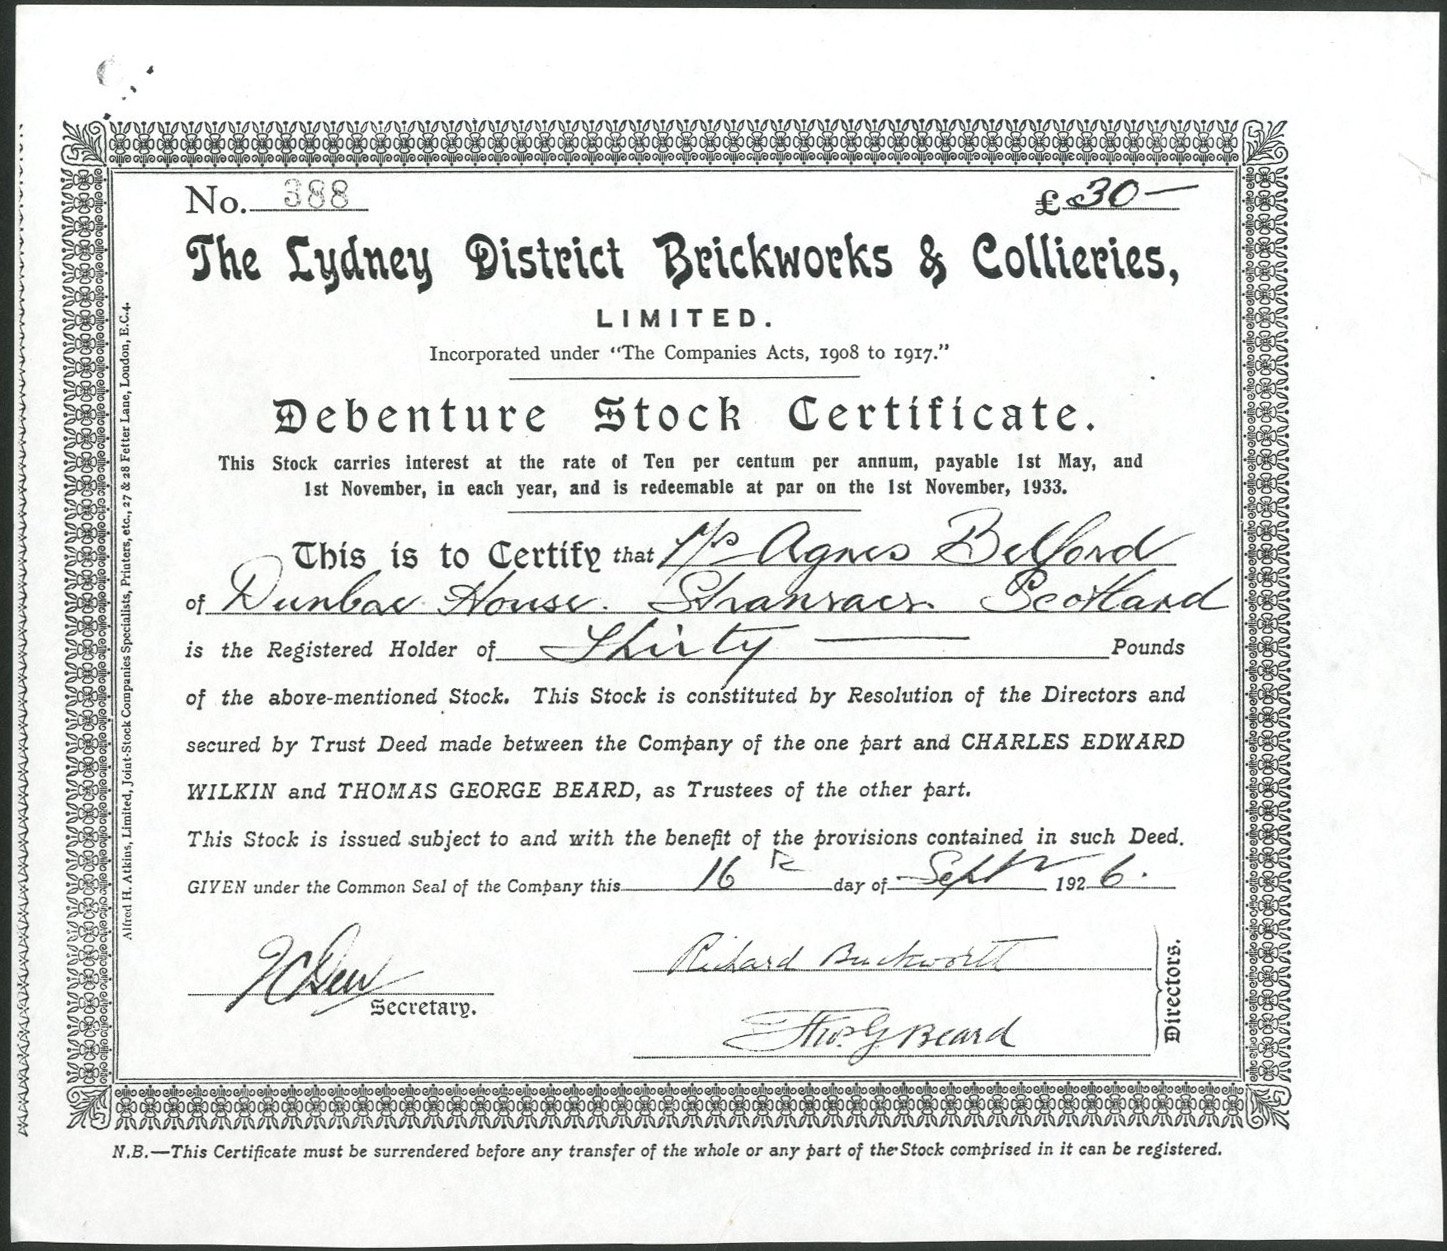 No. 388 £ 30 —
The Lydney District Brickworks & Collieries,
LIMITED.
Incorporated under "The Companies Acts, 1908 to 1917."
Debenture Stock Certificate.
This Stock carries interest at the rate of Ten per centum per annum, payable 1st May, and
1st November, in each year, and is redeemable at par on the 1st November, 1933.
This is to Certify that Mrs Agnes Belford
of Dunbar House. Stranraer. Scotland
is the Registered Holder of Thirty — Pounds
of the above-mentioned Stock. This Stock is constituted by Resolution of the Directors and
secured by Trust Deed made between the Company of the one part and CHARLES EDWARD
WILKIN and THOMAS GEORGE BEARD, as Trustees of the other part.
This Stock is issued subject to and with the benefit of the provisions contained in such Deed.
GIVEN under the Common Seal of the Company this 16th day of Septr 1926.
Richard Buckworth
Secretary.
Thos. G Beard
Directors.
Alfred H. Atkins, Limited, Joint-Stock Companies Specialists, Printers, etc., 27 & 28 Fetter Lane, London, E.C.4.
N.B.—This Certificate must be surrendered before any transfer of the whole or any part of the Stock comprised in it can be registered.